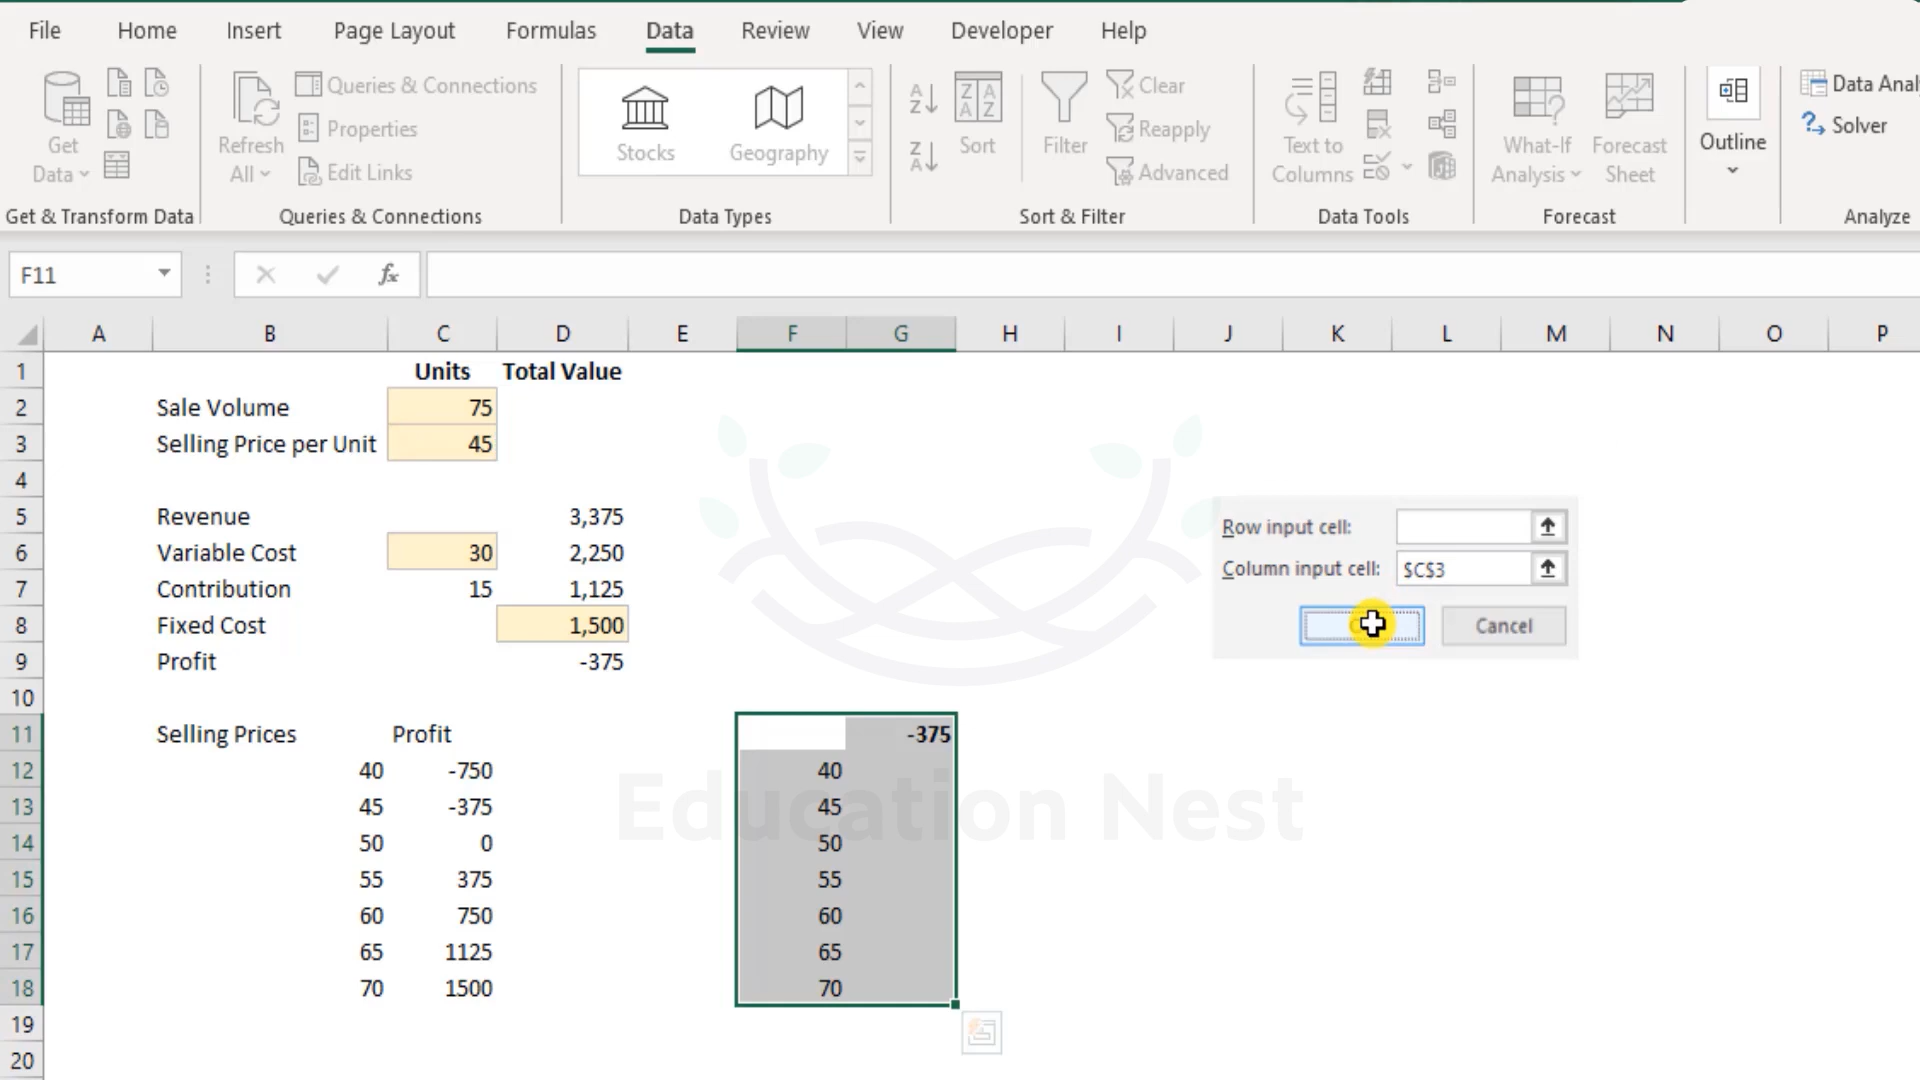 File Home Insert Page Layout Formulas Data Review View Developer Help
Queries & Connections Clear Data Anal
Properties Reapply Solver
Get Data Refresh All Stocks Geography Sort Filter Text to Columns What-If Analysis Forecast Sheet Outline
Edit Links Advanced
Get & Transform Data Queries & Connections Data Types Sort & Filter Data Tools Forecast Analyze
F11 fx
A B C D E F G H I J K L M N O P
1 Units Total Value
2 Sale Volume 75
3 Selling Price per Unit 45
4
5 Revenue 3,375 Row input cell:
6 Variable Cost 30 2,250 Column input cell: $C$3
7 Contribution 15 1,125
8 Fixed Cost 1,500 Cancel
9 Profit -375
10
11 Selling Prices Profit -375
12 40 -750 40
Education Nest
13 45 -375 45
14 50 0 50
15 55 375 55
16 60 750 60
17 65 1125 65
18 70 1500 70
19
20